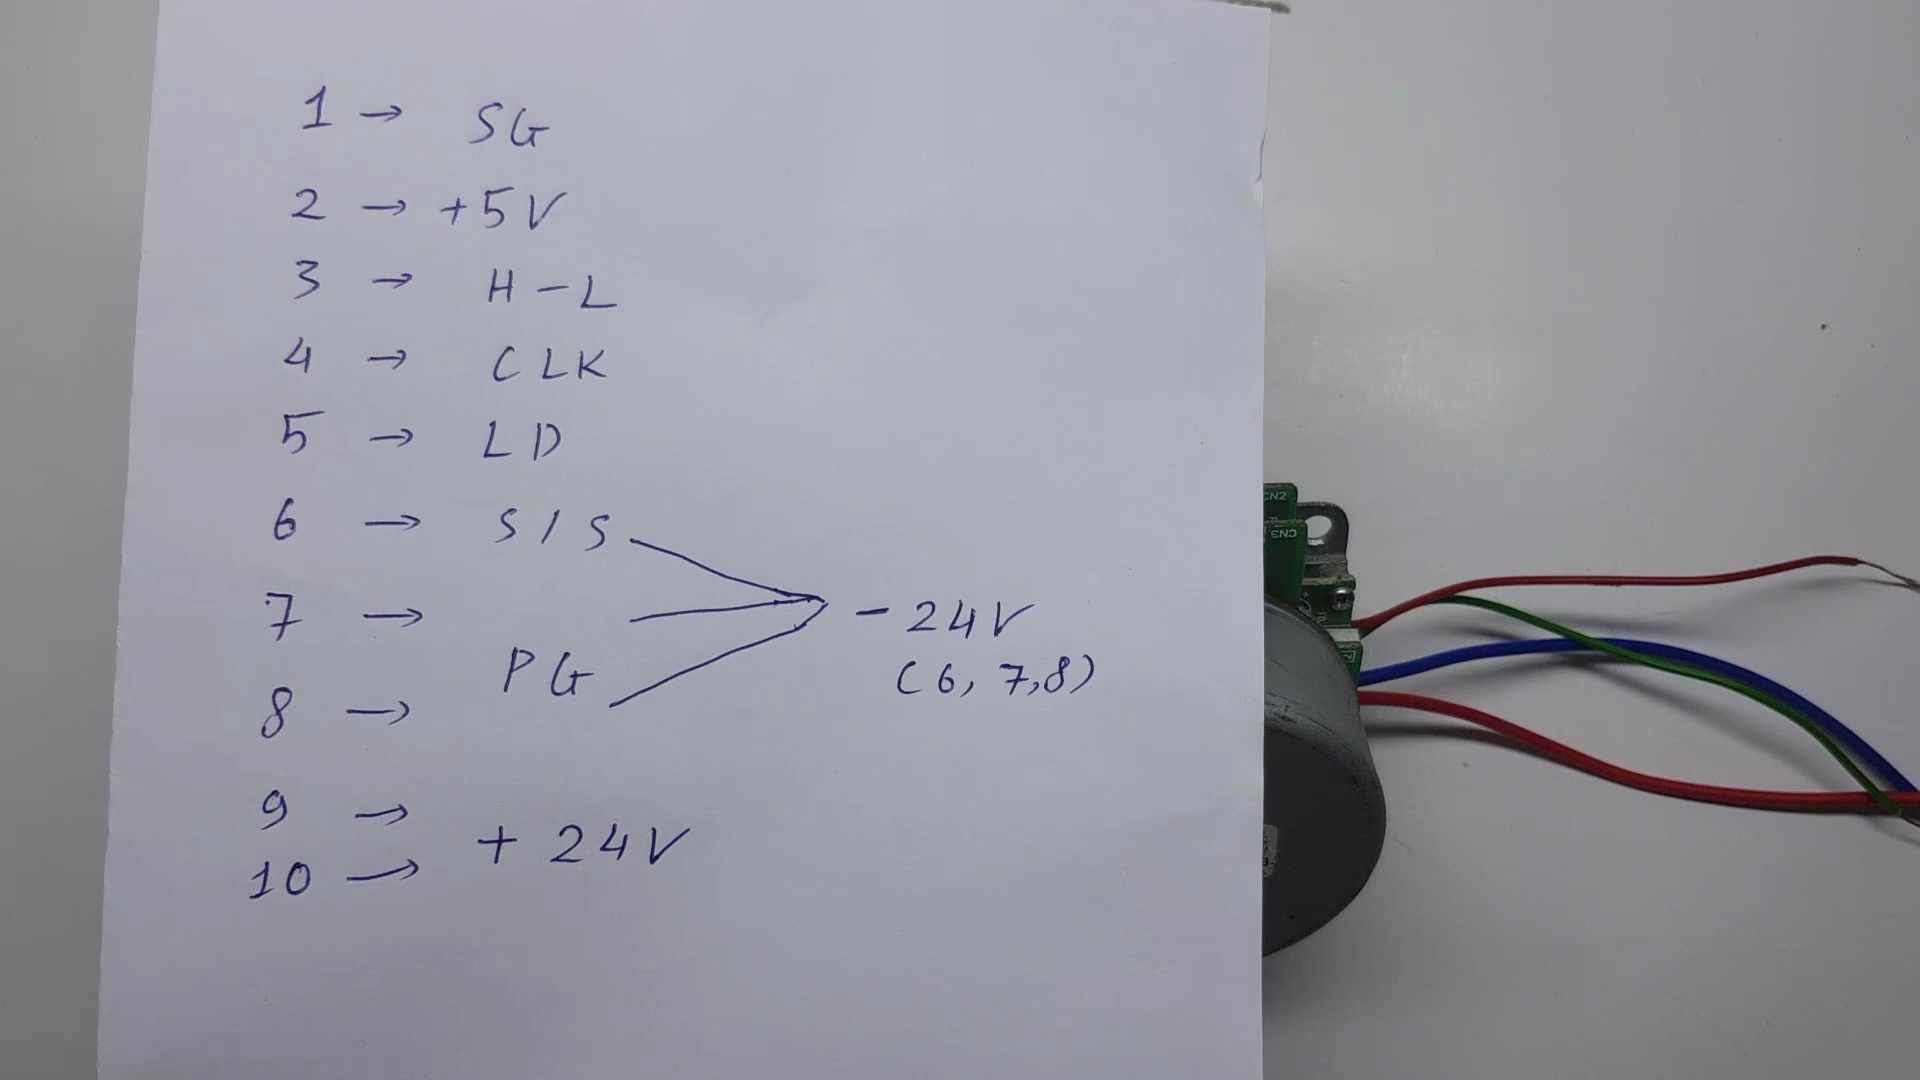 1 → SG
2 → +5V
3 → H-L
4 → CLK
5 → LD
6 → S/S
7 →
PG
8 →
-24V
(6, 7, 8)
9 →
10 →
+ 24V
CN2
CN3